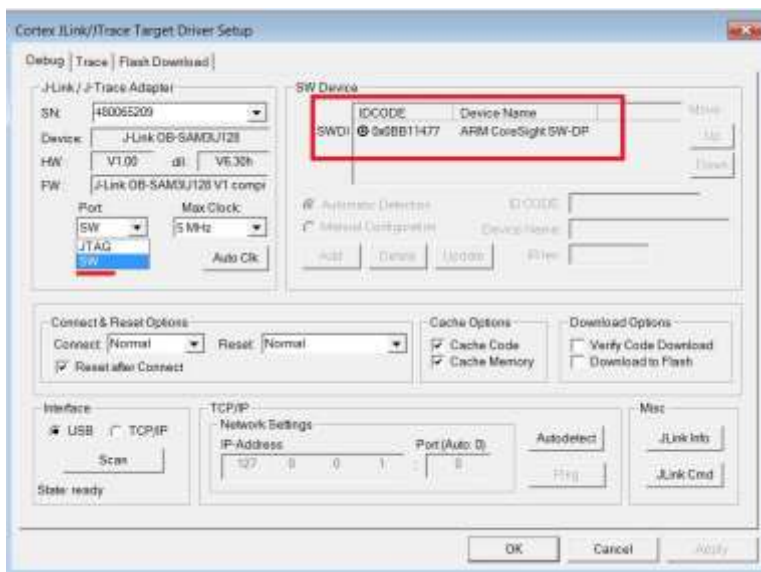 Cortex JLink/JTrace Target Driver Setup
Debug Trace Flash Download
J-Link / J-Trace Adapter
SN: 480065209
Device: J-Link OB-SAM3U128
HW: V1.00 dll: V6.30h
FW: J-Link OB-SAM3U128 V1 compi
Port Max Clock:
SW 5 MHz
JTAG
SW
Auto Clk
SW Device
IDCODE Device Name Move
SWDI 0x0BB11477 ARM CoreSight SW-DP
Up
Down
Automatic Detection ID CODE:
Manual Configuration Device Name:
Add Delete Update IR len:
Connect & Reset Options
Connect: Normal Reset: Normal
Reset after Connect
Cache Options
Cache Code
Cache Memory
Download Options
Verify Code Download
Download to Flash
Interface
USB TCP/IP
Scan
State: ready
TCP/IP
Network Settings
IP-Address Port (Auto: 0)
127 . 0 . 0 . 1 : 0
Autodetect
Ping
Misc
JLink Info
JLink Cmd
OK Cancel Apply